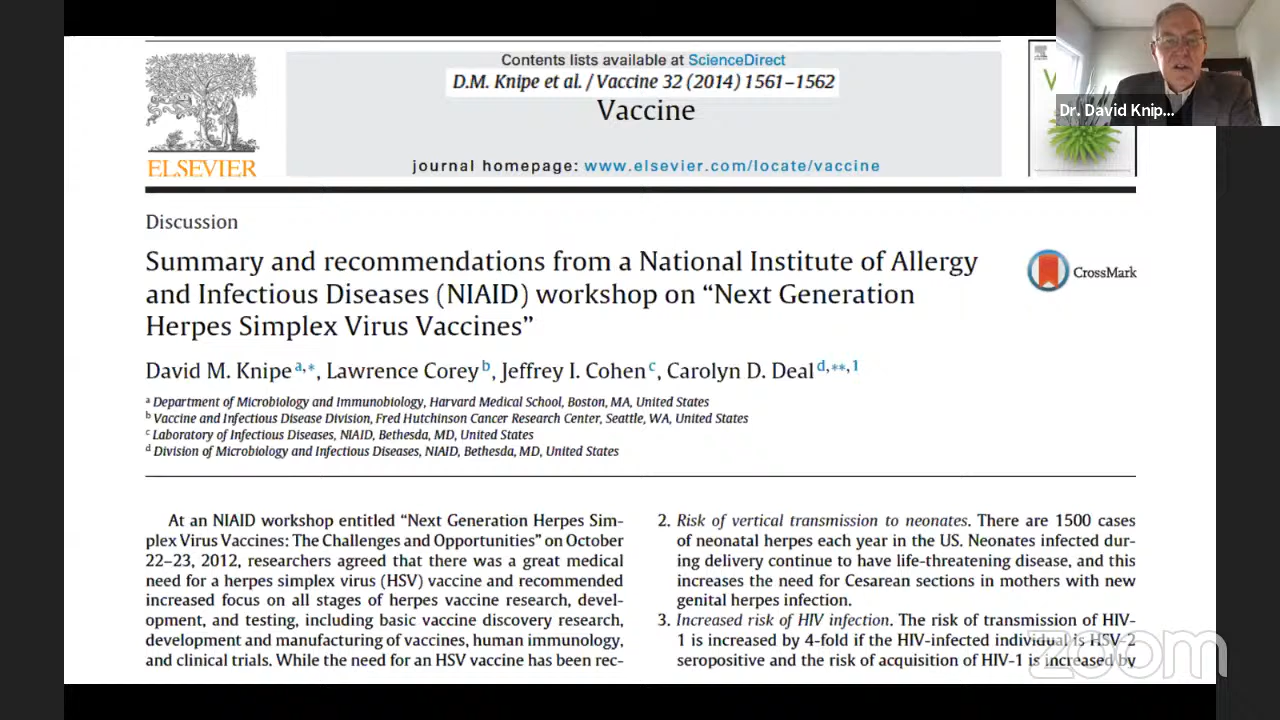 Contents lists available at ScienceDirect
D.M. Knipe et al. / Vaccine 32 (2014) 1561–1562
Vaccine
journal homepage: www.elsevier.com/locate/vaccine
ELSEVIER
Dr. David Knip...
Discussion
Summary and recommendations from a National Institute of Allergy
and Infectious Diseases (NIAID) workshop on “Next Generation
Herpes Simplex Virus Vaccines”
CrossMark
David M. Knipe a,*, Lawrence Corey b, Jeffrey I. Cohen c, Carolyn D. Deal d,**,1
a Department of Microbiology and Immunobiology, Harvard Medical School, Boston, MA, United States
b Vaccine and Infectious Disease Division, Fred Hutchinson Cancer Research Center, Seattle, WA, United States
c Laboratory of Infectious Diseases, NIAID, Bethesda, MD, United States
d Division of Microbiology and Infectious Diseases, NIAID, Bethesda, MD, United States
At an NIAID workshop entitled “Next Generation Herpes Sim-
plex Virus Vaccines: The Challenges and Opportunities” on October
22–23, 2012, researchers agreed that there was a great medical
need for a herpes simplex virus (HSV) vaccine and recommended
increased focus on all stages of herpes vaccine research, devel-
opment, and testing, including basic vaccine discovery research,
development and manufacturing of vaccines, human immunology,
and clinical trials. While the need for an HSV vaccine has been rec-
2. Risk of vertical transmission to neonates. There are 1500 cases
of neonatal herpes each year in the US. Neonates infected dur-
ing delivery continue to have life-threatening disease, and this
increases the need for Cesarean sections in mothers with new
genital herpes infection.
3. Increased risk of HIV infection. The risk of transmission of HIV-
1 is increased by 4-fold if the HIV-infected individual is HSV-2
seropositive and the risk of acquisition of HIV-1 is increased by
zoom